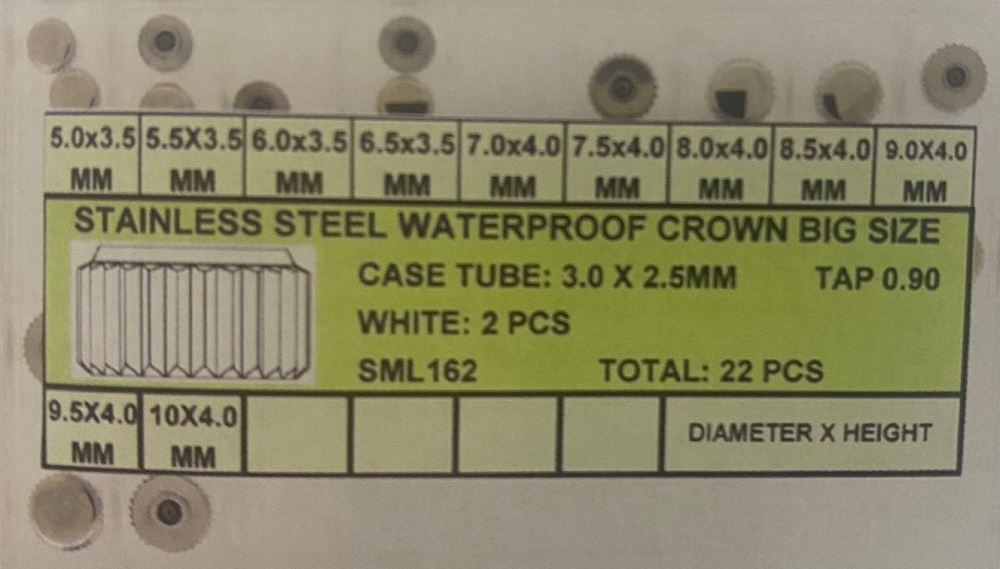 5.0x3.5 5.5X3.5 6.0x3.5 6.5x3.5 7.0x4.0 7.5x4.0 8.0x4.0 8.5x4.0 9.0X4.0
MM MM MM MM MM MM MM MM MM
STAINLESS STEEL WATERPROOF CROWN BIG SIZE
CASE TUBE: 3.0 X 2.5MM TAP 0.90
WHITE: 2 PCS
SML162 TOTAL: 22 PCS
9.5X4.0 10X4.0 DIAMETER X HEIGHT
MM MM